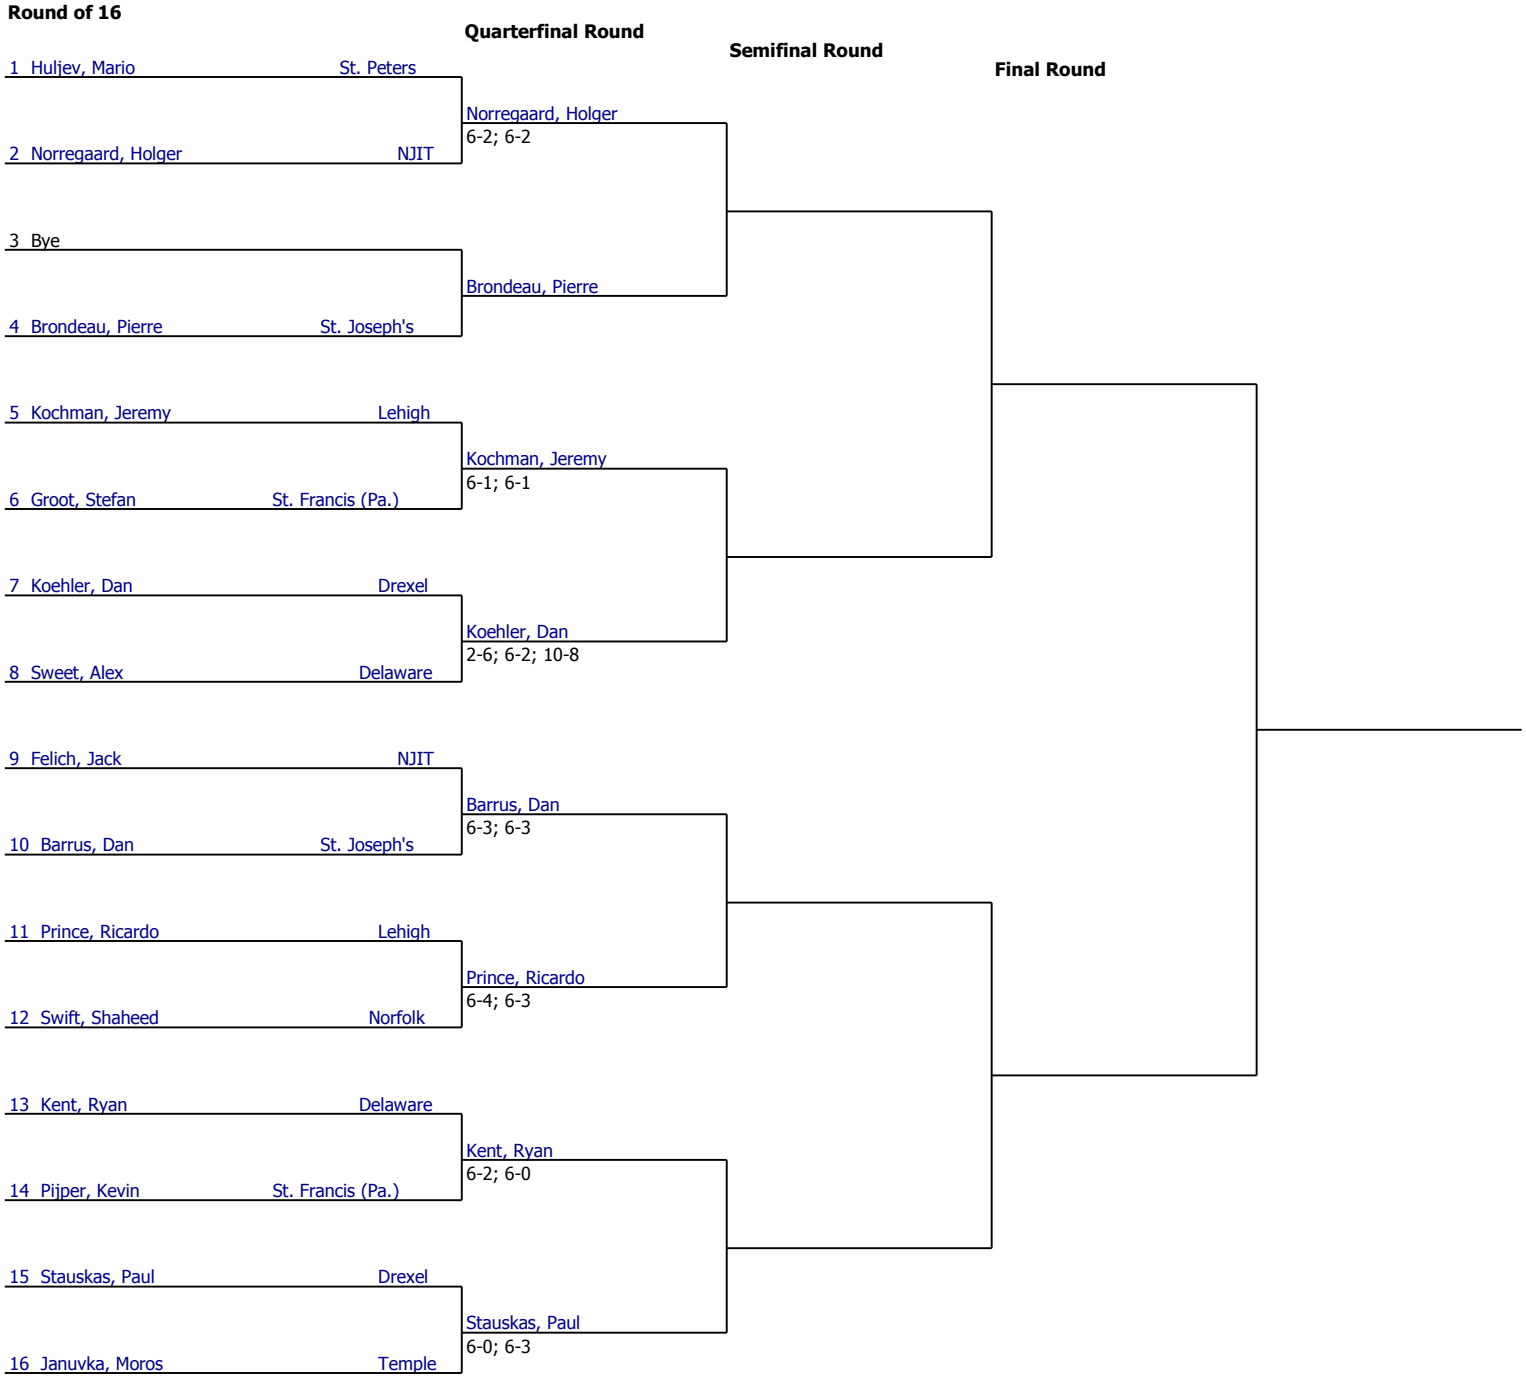 Round of 16
Quarterfinal Round
Semifinal Round
Final Round
1 Huljev, Mario St. Peters
Norregaard, Holger
6-2; 6-2
2 Norregaard, Holger NJIT
3 Bye
Brondeau, Pierre
4 Brondeau, Pierre St. Joseph's
5 Kochman, Jeremy Lehigh
Kochman, Jeremy
6-1; 6-1
6 Groot, Stefan St. Francis (Pa.)
7 Koehler, Dan Drexel
Koehler, Dan
2-6; 6-2; 10-8
8 Sweet, Alex Delaware
9 Felich, Jack NJIT
Barrus, Dan
6-3; 6-3
10 Barrus, Dan St. Joseph's
11 Prince, Ricardo Lehigh
Prince, Ricardo
6-4; 6-3
12 Swift, Shaheed Norfolk
13 Kent, Ryan Delaware
Kent, Ryan
6-2; 6-0
14 Pijper, Kevin St. Francis (Pa.)
15 Stauskas, Paul Drexel
Stauskas, Paul
6-0; 6-3
16 Januvka, Moros Temple